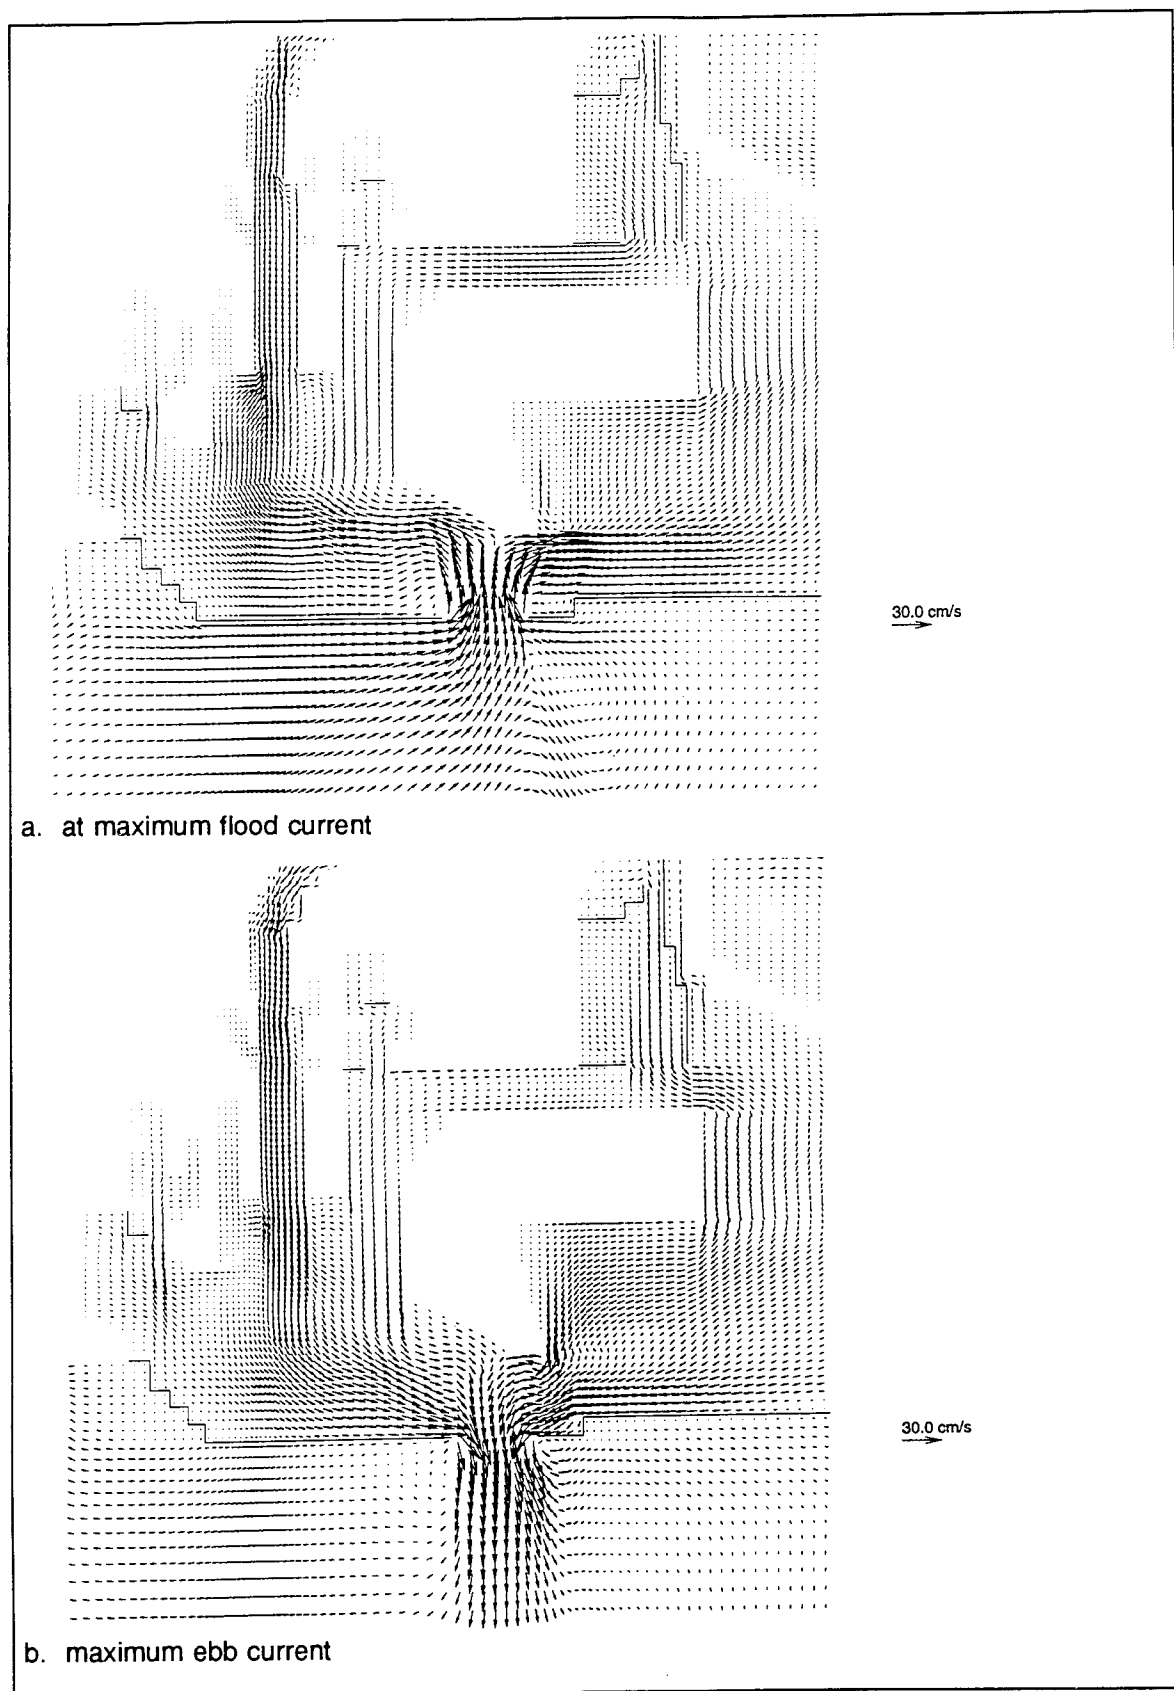 30.0 cm/s
a. at maximum flood current
30.0 cm/s
b. maximum ebb current